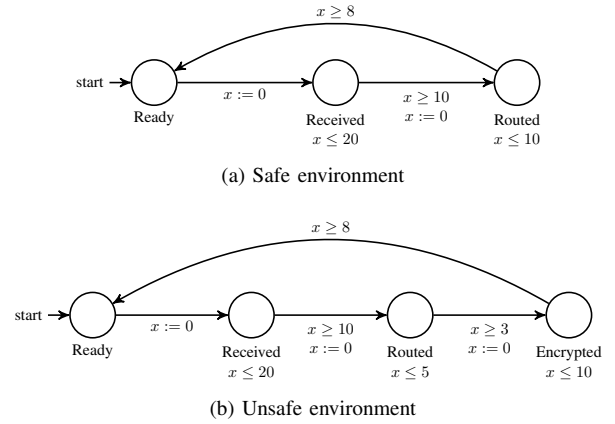 x ≥ 8
start
x := 0
x ≥ 10
x := 0
Ready
Received
x ≤ 20
Routed
x ≤ 10
(a) Safe environment
x ≥ 8
start
x := 0
x ≥ 10
x := 0
x ≥ 3
x := 0
Ready
Received
x ≤ 20
Routed
x ≤ 5
Encrypted
x ≤ 10
(b) Unsafe environment